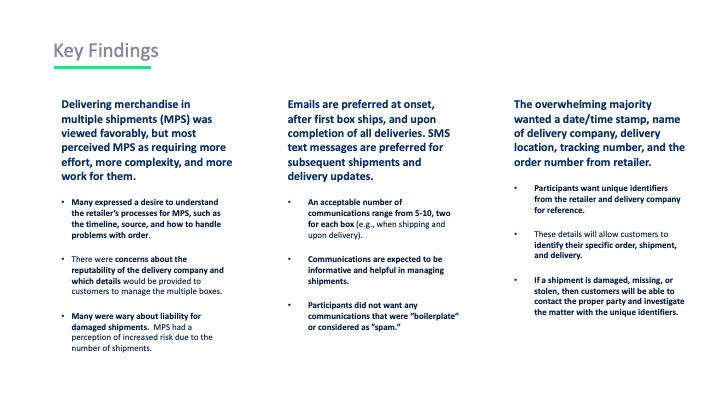 Key Findings
Delivering merchandise in
multiple shipments (MPS) was
viewed favorably, but most
perceived MPS as requiring more
effort, more complexity, and more
work for them.
• Many expressed a desire to understand
the retailer's processes for MPS, such as
the timeline, source, and how to handle
problems with order.
• There were concerns about the
reputability of the delivery company and
which details would be provided to
customers to manage the multiple boxes.
• Many were wary about liability for
damaged shipments. MPS had a
perception of increased risk due to the
number of shipments.
Emails are preferred at onset,
after first box ships, and upon
completion of all deliveries. SMS
text messages are preferred for
subsequent shipments and
delivery updates.
• An acceptable number of
communications range from 5-10, two
for each box (e.g., when shipping and
upon delivery).
• Communications are expected to be
informative and helpful in managing
shipments.
• Participants did not want any
communications that were "boilerplate"
or considered as "spam."
The overwhelming majority
wanted a date/time stamp, name
of delivery company, delivery
location, tracking number, and the
order number from retailer.
• Participants want unique identifiers
from the retailer and delivery company
for reference.
• These details will allow customers to
identify their specific order, shipment,
and delivery.
• If a shipment is damaged, missing, or
stolen, then customers will be able to
contact the proper party and investigate
the matter with the unique identifiers.